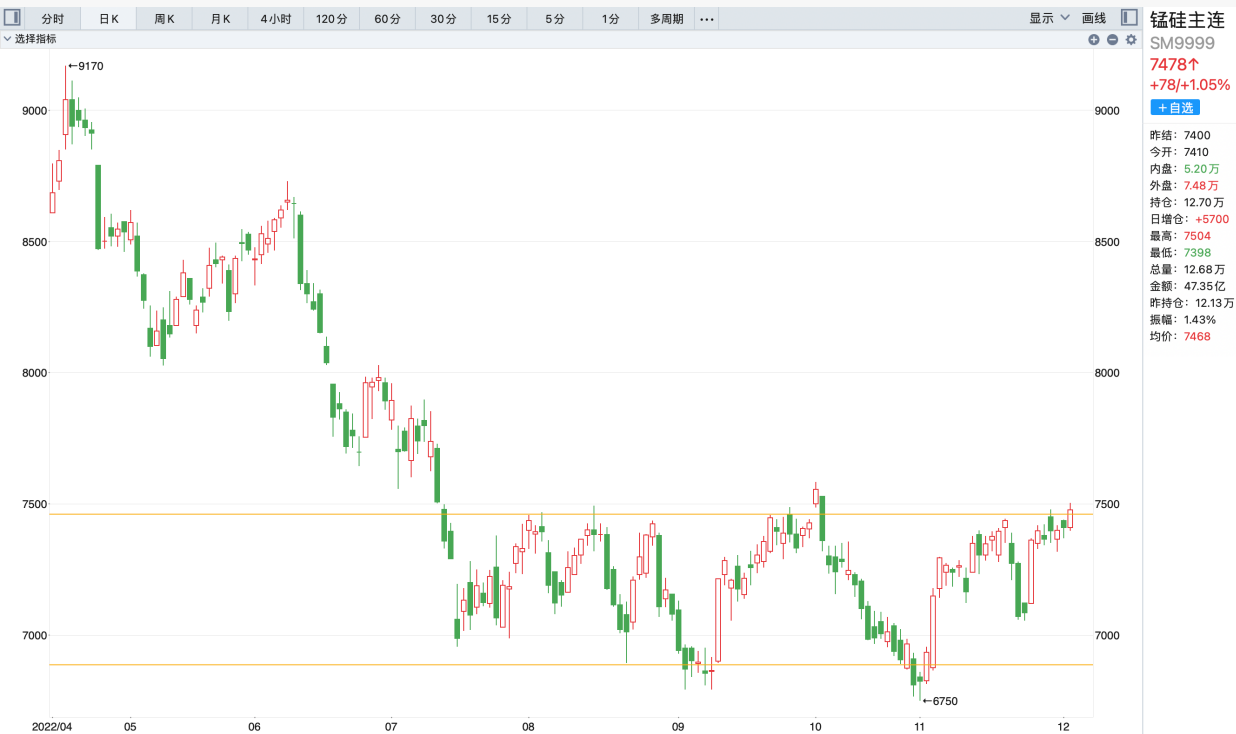 分时 日K 周K 月K 4小时 120分 60分 30分 15分 5分 1分 多周期 ··· 显示 画线
选择指标
锰硅主连
SM9999
7478↑
+78/+1.05%
+自选
昨结: 7400
今开: 7410
内盘: 5.20万
外盘: 7.48万
持仓: 12.70万
日增仓: +5700
最高: 7504
最低: 7398
总量: 12.68万
金额: 47.35亿
昨持仓: 12.13万
振幅: 1.43%
均价: 7468
←9170
9000 9000
8500 8500
8000 8000
7500 7500
7000 7000
←6750
2022/04 05 06 07 08 09 10 11 12